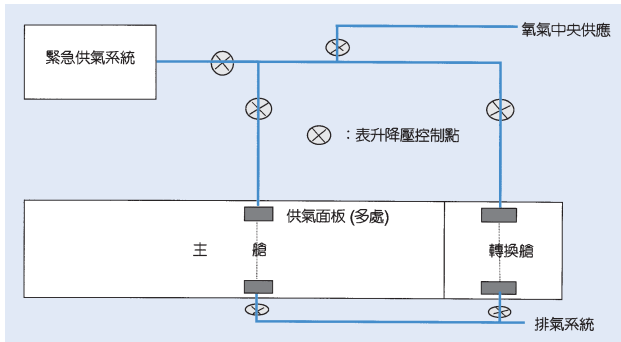 氧氣中央供應
緊急供氣系統
：表升降壓控制點
供氣面板 (多處)
主 艙
轉換艙
排氣系統